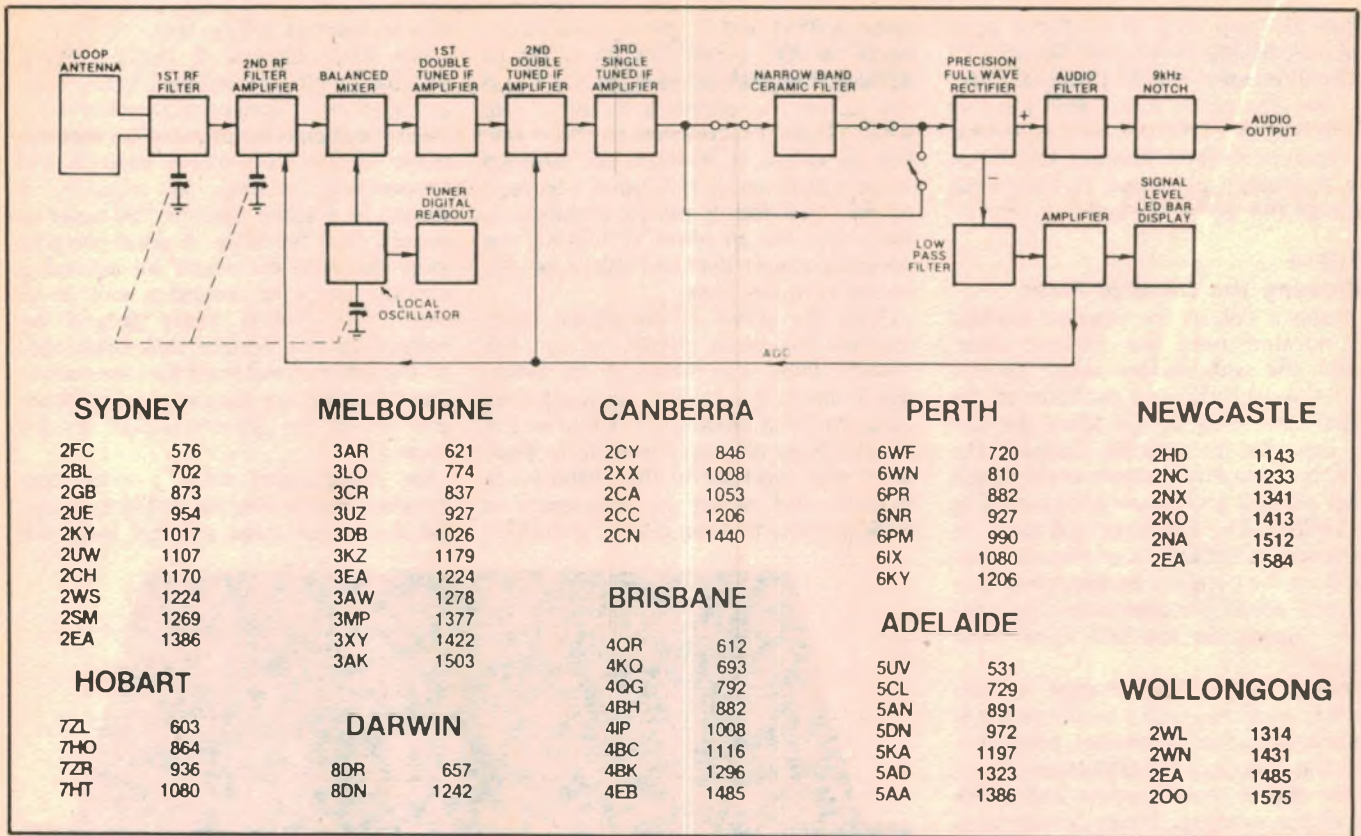 LOOP
ANTENNA
1ST RF
FILTER
2ND RF
FILTER
AMPLIFIER
BALANCED
MIXER
1ST
DOUBLE
TUNED IF
AMPLIFIER
2ND
DOUBLE
TUNED IF
AMPLIFIER
3RD
SINGLE
TUNED IF
AMPLIFIER
NARROW BAND
CERAMIC FILTER
PRECISION
FULL WAVE
RECTIFIER
AUDIO
FILTER
9kHz
NOTCH
+
AUDIO
OUTPUT
−
TUNER
DIGITAL
READOUT
LOCAL
OSCILLATOR
LOW
PASS
FILTER
AMPLIFIER
SIGNAL
LEVEL
LED BAR
DISPLAY
AGC
SYDNEY
2FC 576
2BL 702
2GB 873
2UE 954
2KY 1017
2UW 1107
2CH 1170
2WS 1224
2SM 1269
2EA 1386
HOBART
7ZL 603
7HO 864
7ZR 936
7HT 1080
MELBOURNE
3AR 621
3LO 774
3CR 837
3UZ 927
3DB 1026
3KZ 1179
3EA 1224
3AW 1278
3MP 1377
3XY 1422
3AK 1503
DARWIN
8DR 657
8DN 1242
CANBERRA
2CY 846
2XX 1008
2CA 1053
2CC 1206
2CN 1440
BRISBANE
4QR 612
4KQ 693
4QG 792
4BH 882
4IP 1008
4BC 1116
4BK 1296
4EB 1485
PERTH
6WF 720
6WN 810
6PR 882
6NR 927
6PM 990
6IX 1080
6KY 1206
ADELAIDE
5UV 531
5CL 729
5AN 891
5DN 972
5KA 1197
5AD 1323
5AA 1386
NEWCASTLE
2HD 1143
2NC 1233
2NX 1341
2KO 1413
2NA 1512
2EA 1584
WOLLONGONG
2WL 1314
2WN 1431
2EA 1485
2OO 1575